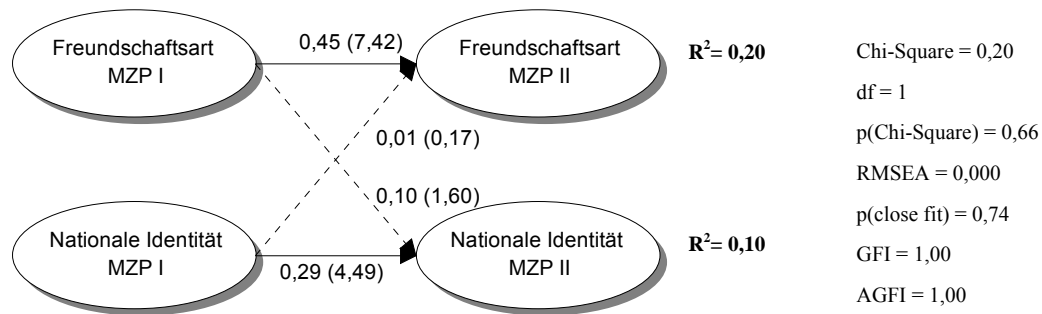 Freundschaftsart
MZP I
0,45 (7,42)
Freundschaftsart
MZP II
R²= 0,20
0,01 (0,17)
0,10 (1,60)
Nationale Identität
MZP I
0,29 (4,49)
Nationale Identität
MZP II
R²= 0,10
Chi-Square = 0,20
df = 1
p(Chi-Square) = 0,66
RMSEA = 0,000
p(close fit) = 0,74
GFI = 1,00
AGFI = 1,00